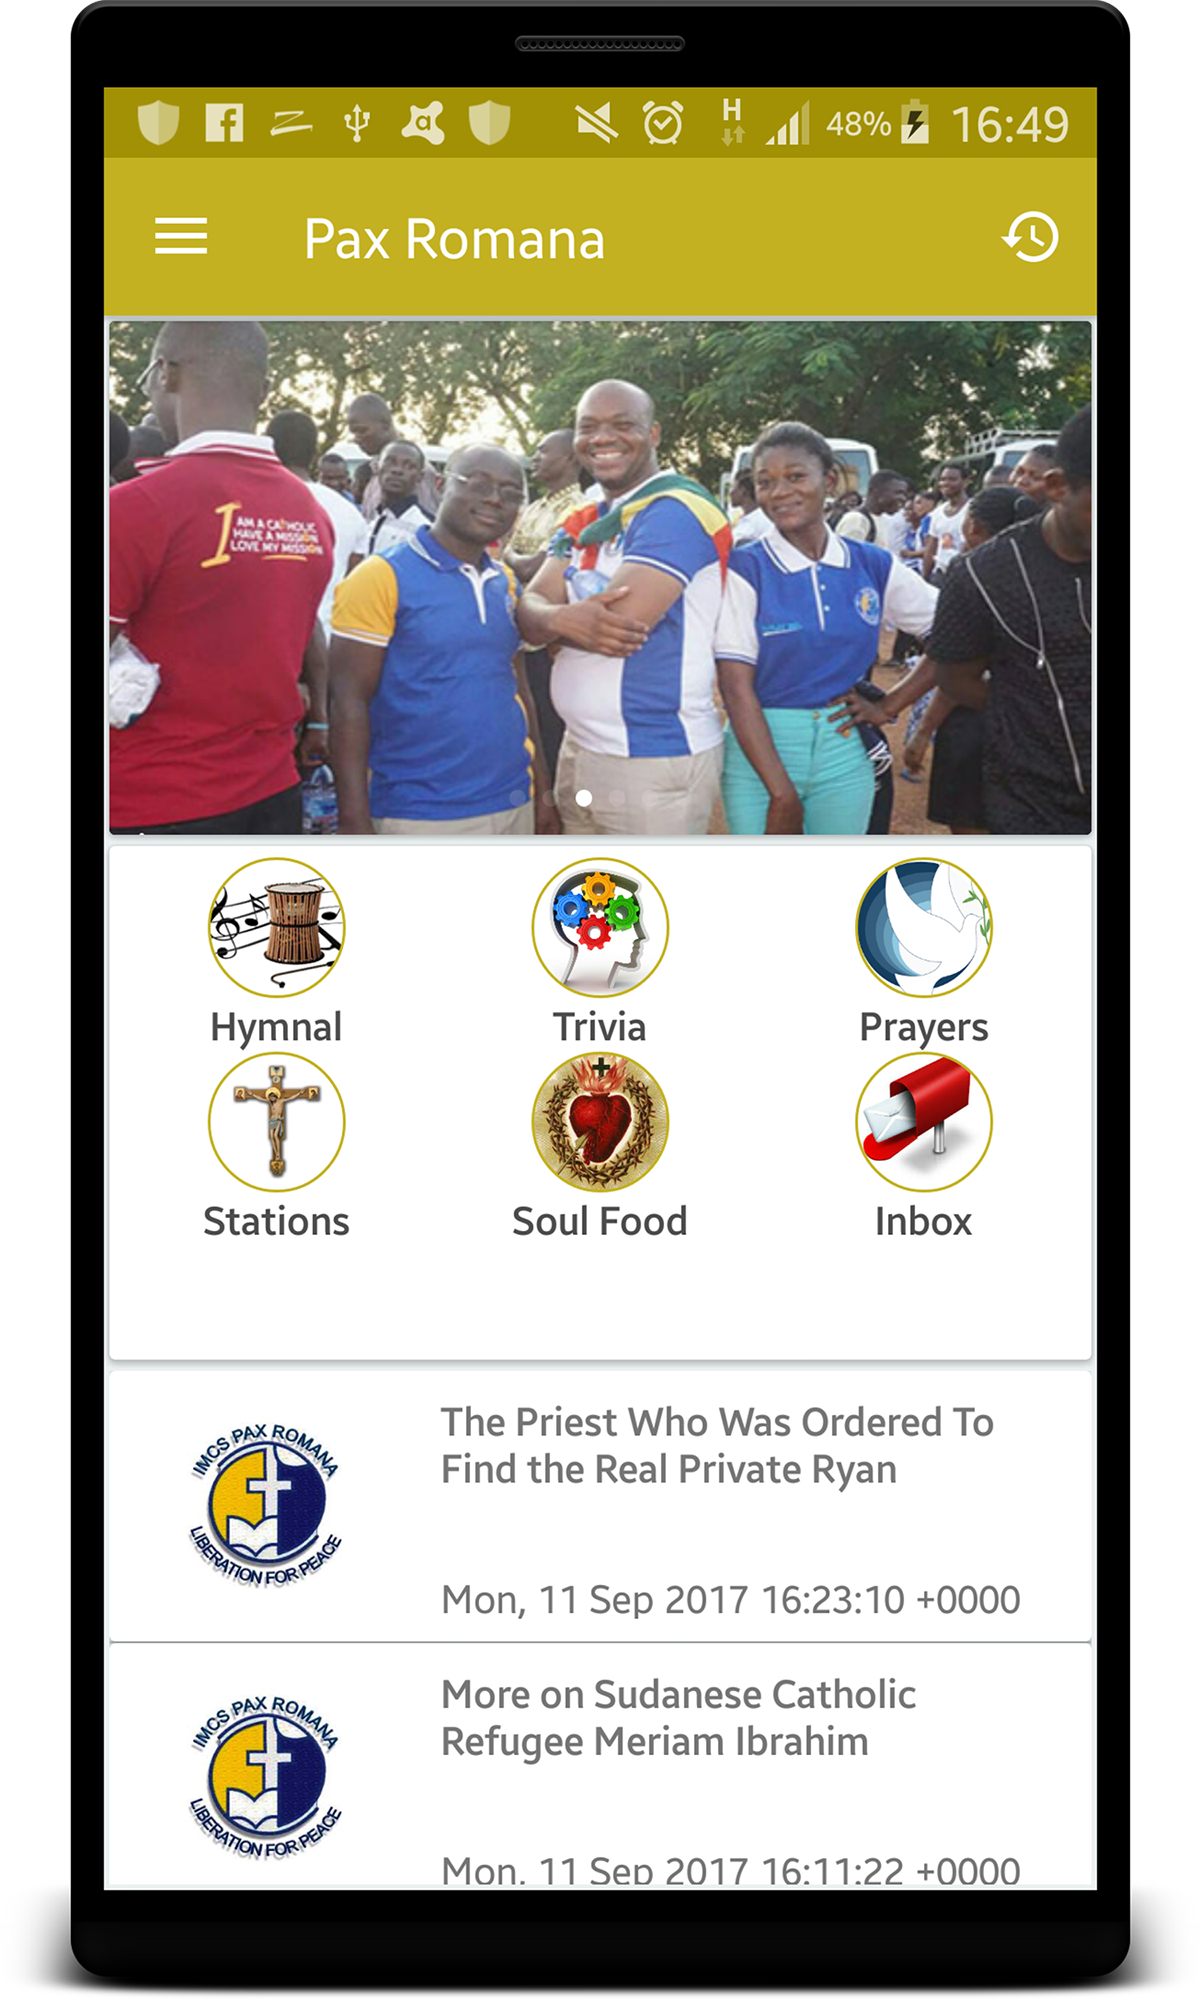 H
48%
16:49
Pax Romana
I AM A CATHOLIC
HAVE A MISSION
LOVE MY MISSION
Hymnal
Trivia
Prayers
Stations
Soul Food
Inbox
IMCS PAX ROMANA
LIBERATION FOR PEACE
The Priest Who Was Ordered To
Find the Real Private Ryan
Mon, 11 Sep 2017 16:23:10 +0000
IMCS PAX ROMANA
LIBERATION FOR PEACE
More on Sudanese Catholic
Refugee Meriam Ibrahim
Mon, 11 Sep 2017 16:11:22 +0000